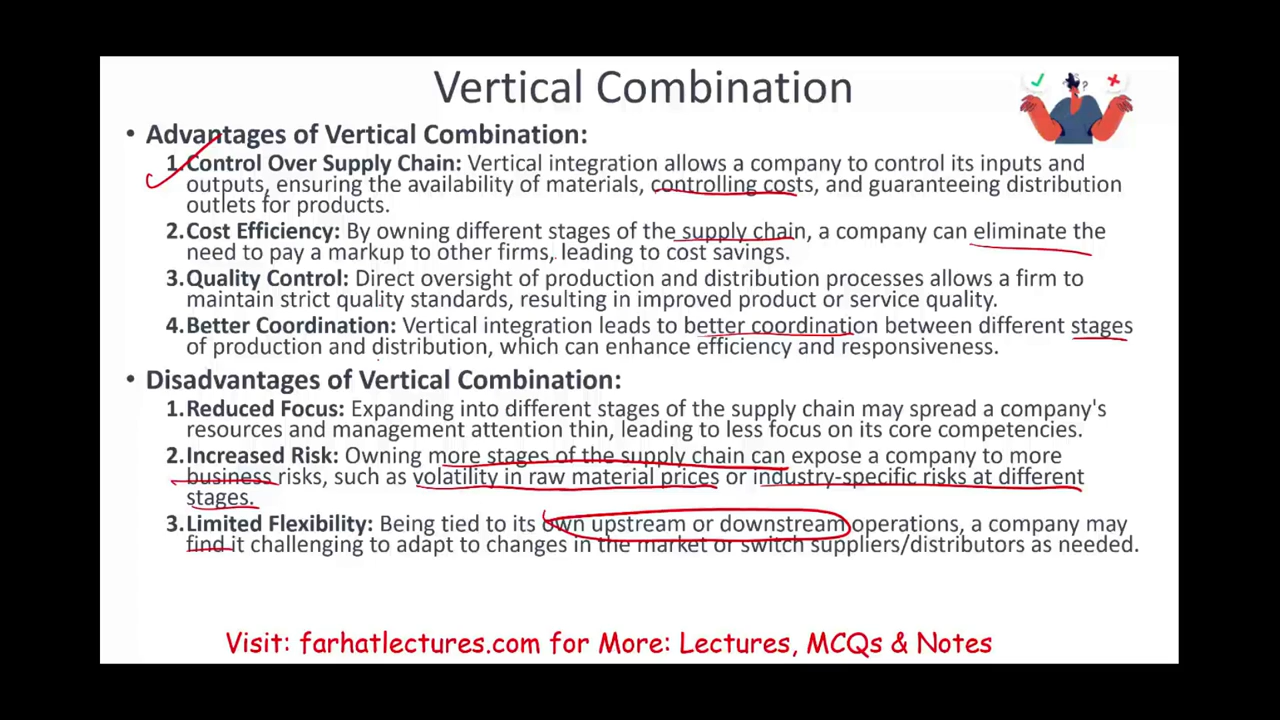 Vertical Combination
• Advantages of Vertical Combination:
1. Control Over Supply Chain: Vertical integration allows a company to control its inputs and
outputs, ensuring the availability of materials, controlling costs, and guaranteeing distribution
outlets for products.
2. Cost Efficiency: By owning different stages of the supply chain, a company can eliminate the
need to pay a markup to other firms, leading to cost savings.
3. Quality Control: Direct oversight of production and distribution processes allows a firm to
maintain strict quality standards, resulting in improved product or service quality.
4. Better Coordination: Vertical integration leads to better coordination between different stages
of production and distribution, which can enhance efficiency and responsiveness.
• Disadvantages of Vertical Combination:
1. Reduced Focus: Expanding into different stages of the supply chain may spread a company's
resources and management attention thin, leading to less focus on its core competencies.
2. Increased Risk: Owning more stages of the supply chain can expose a company to more
business risks, such as volatility in raw material prices or industry-specific risks at different
stages.
3. Limited Flexibility: Being tied to its own upstream or downstream operations, a company may
find it challenging to adapt to changes in the market or switch suppliers/distributors as needed.
Visit: farhatlectures.com for More: Lectures, MCQs & Notes